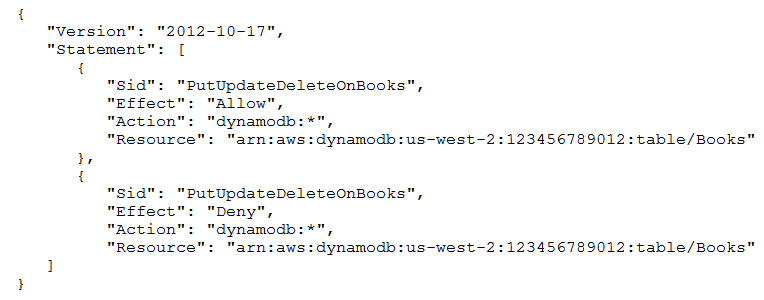 {
"Version": "2012-10-17",
"Statement": [
{
"Sid": "PutUpdateDeleteOnBooks",
"Effect": "Allow",
"Action": "dynamodb:*",
"Resource": "arn:aws:dynamodb:us-west-2:123456789012:table/Books"
},
{
"Sid": "PutUpdateDeleteOnBooks",
"Effect": "Deny",
"Action": "dynamodb:*",
"Resource": "arn:aws:dynamodb:us-west-2:123456789012:table/Books"
]
}